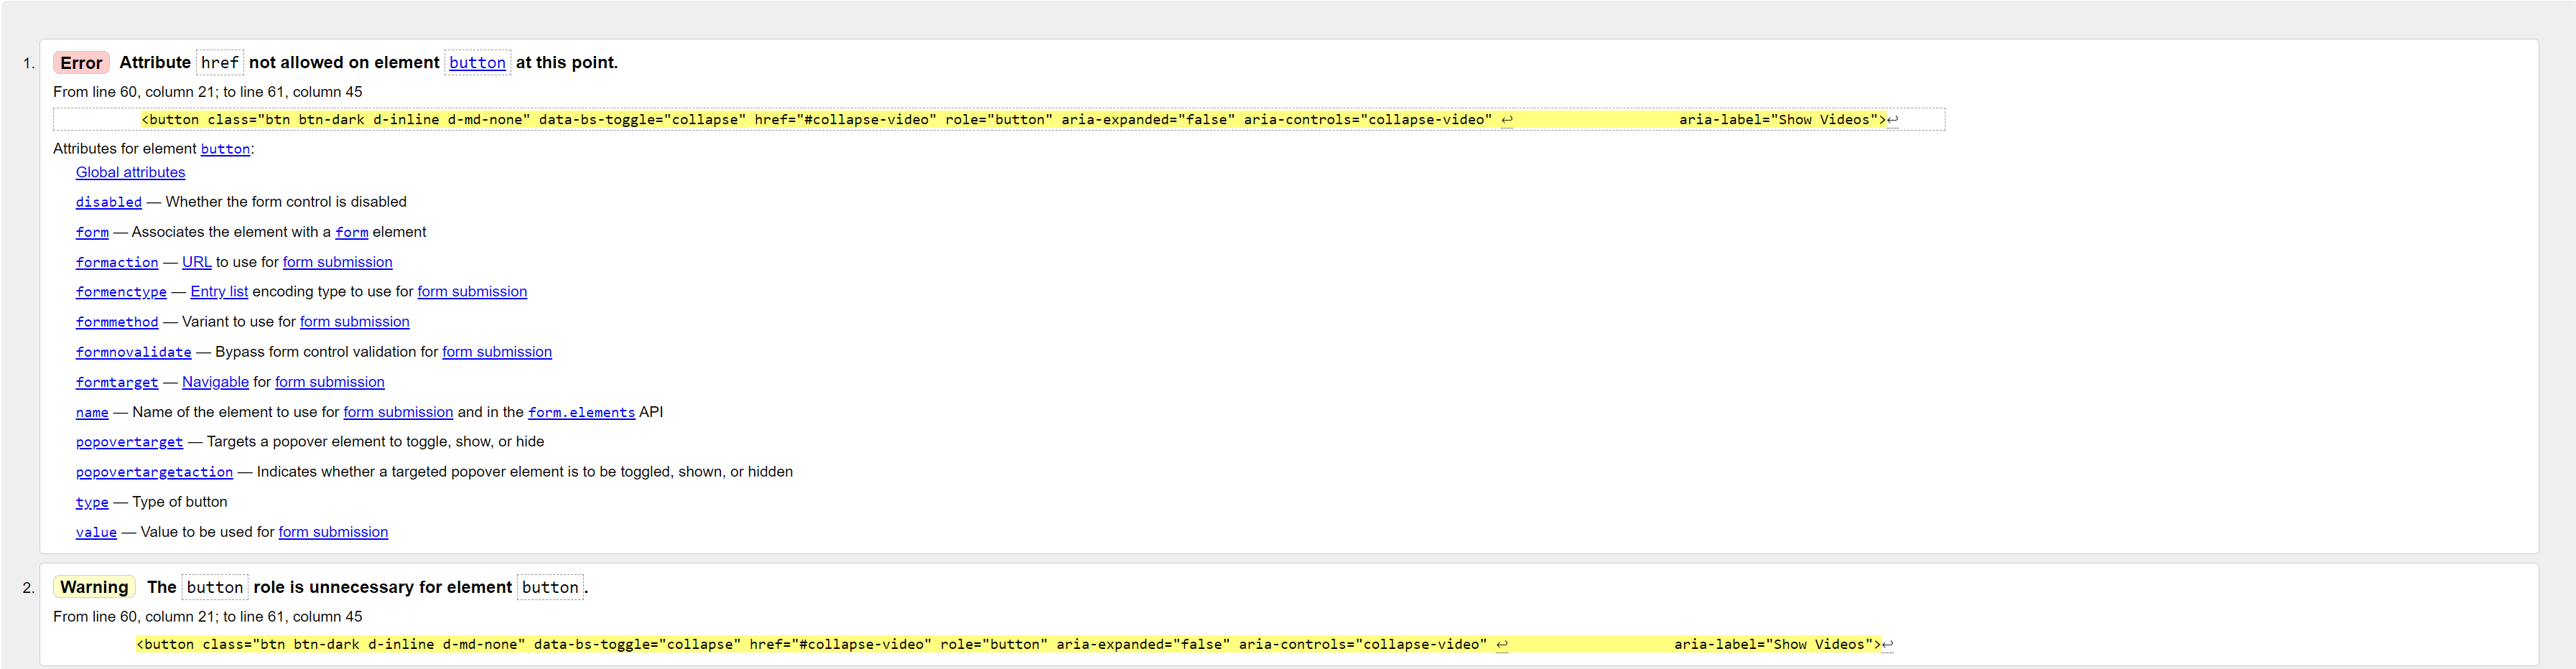 1. Error Attribute href not allowed on element button at this point.
From line 60, column 21; to line 61, column 45
<button class="btn btn-dark d-inline d-md-none" data-bs-toggle="collapse" href="#collapse-video" role="button" aria-expanded="false" aria-controls="collapse-video" ↩ aria-label="Show Videos">↩
Attributes for element button:
Global attributes
disabled — Whether the form control is disabled
form — Associates the element with a form element
formaction — URL to use for form submission
formenctype — Entry list encoding type to use for form submission
formmethod — Variant to use for form submission
formnovalidate — Bypass form control validation for form submission
formtarget — Navigable for form submission
name — Name of the element to use for form submission and in the form.elements API
popovertarget — Targets a popover element to toggle, show, or hide
popovertargetaction — Indicates whether a targeted popover element is to be toggled, shown, or hidden
type — Type of button
value — Value to be used for form submission
2. Warning The button role is unnecessary for element button.
From line 60, column 21; to line 61, column 45
<button class="btn btn-dark d-inline d-md-none" data-bs-toggle="collapse" href="#collapse-video" role="button" aria-expanded="false" aria-controls="collapse-video" ↩ aria-label="Show Videos">↩